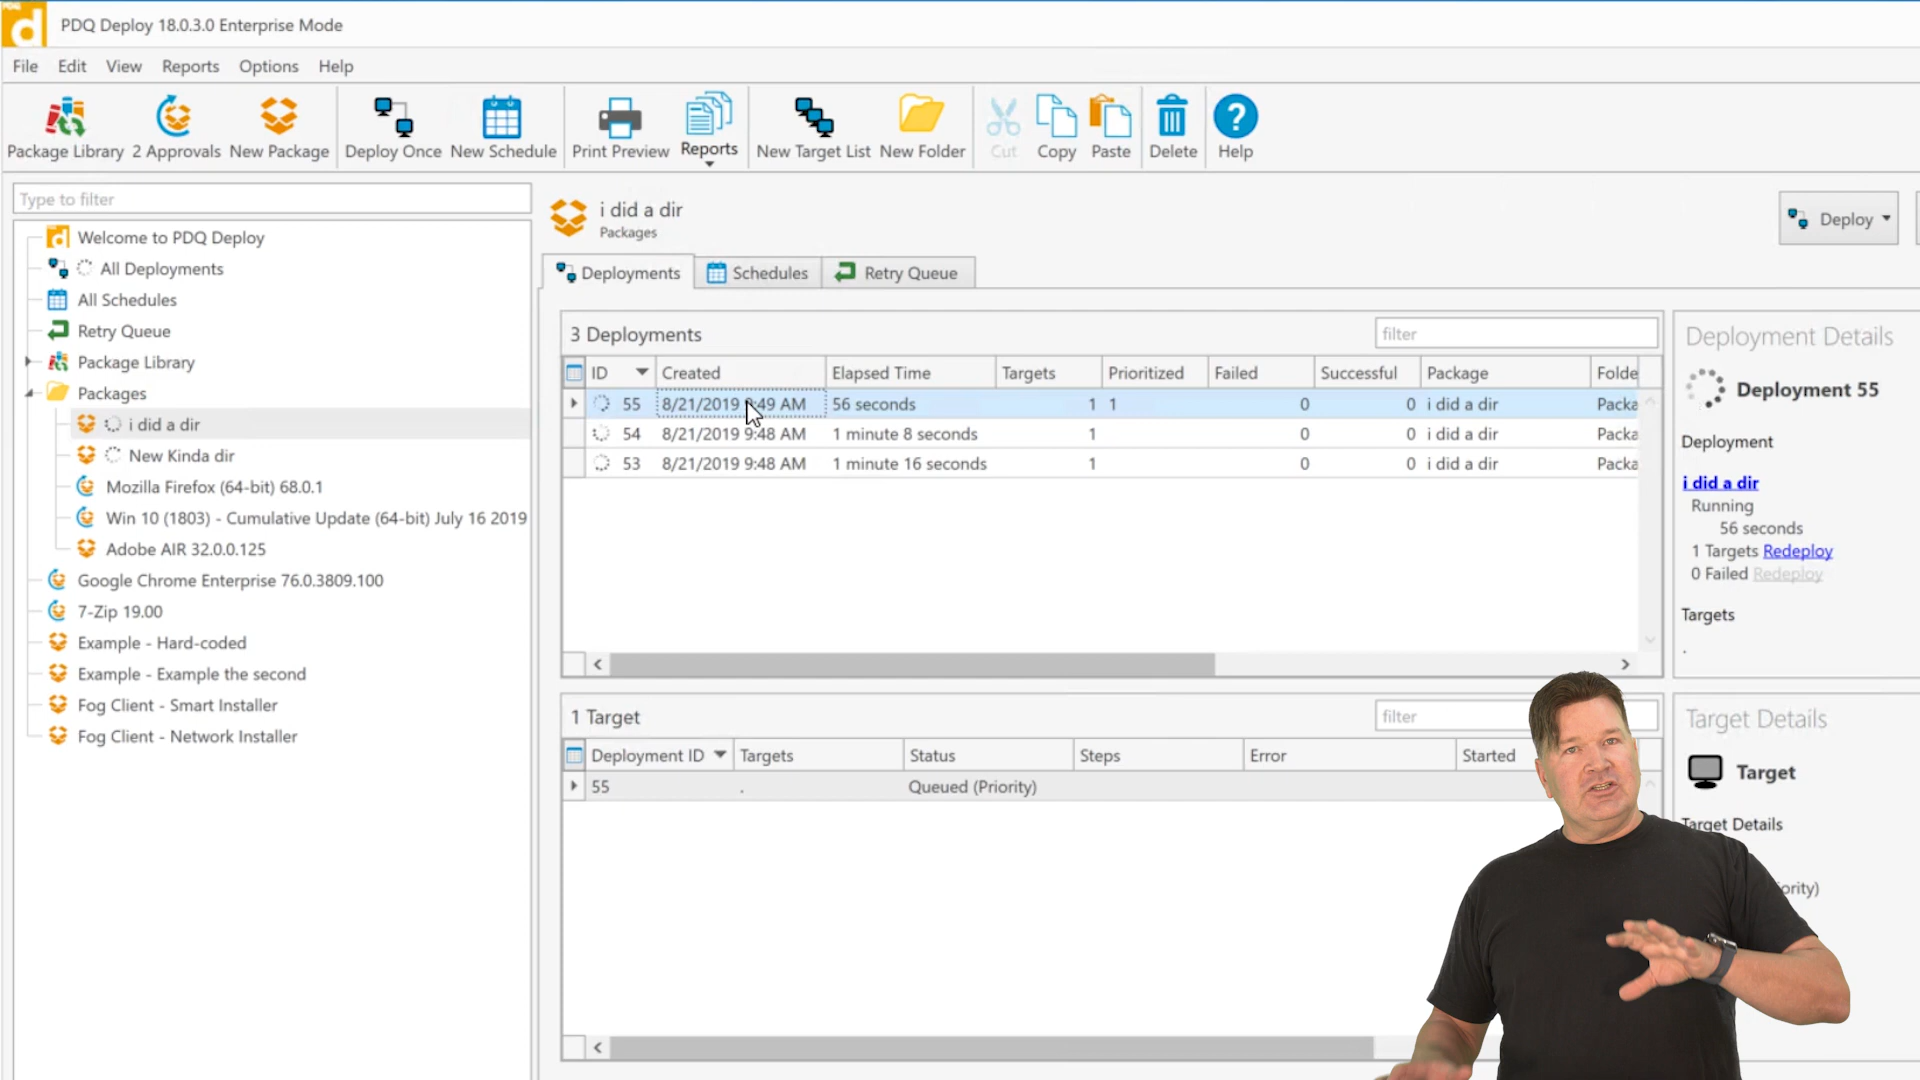 PDQ Deploy 18.0.3.0 Enterprise Mode
File Edit View Reports Options Help
Package Library 2 Approvals New Package Deploy Once New Schedule Print Preview Reports New Target List New Folder Cut Copy Paste Delete Help
Type to filter
Welcome to PDQ Deploy
All Deployments
All Schedules
Retry Queue
Package Library
Packages
i did a dir
New Kinda dir
Mozilla Firefox (64-bit) 68.0.1
Win 10 (1803) - Cumulative Update (64-bit) July 16 2019
Adobe AIR 32.0.0.125
Google Chrome Enterprise 76.0.3809.100
7-Zip 19.00
Example - Hard-coded
Example - Example the second
Fog Client - Smart Installer
Fog Client - Network Installer
i did a dir
Packages
Deploy
Deployments Schedules Retry Queue
3 Deployments filter
ID Created Elapsed Time Targets Prioritized Failed Successful Package Folde
55 8/21/2019 9:49 AM 56 seconds 1 1 0 0 i did a dir Packa
54 8/21/2019 9:48 AM 1 minute 8 seconds 1 0 0 i did a dir Packa
53 8/21/2019 9:48 AM 1 minute 16 seconds 1 0 0 i did a dir Packa
1 Target filter
Deployment ID Targets Status Steps Error Started
55 . Queued (Priority)
Deployment Details
Deployment 55
Deployment
i did a dir
Running
56 seconds
1 Targets Redeploy
0 Failed Redeploy
Targets
.
Target Details
Target
Target Details
ority)